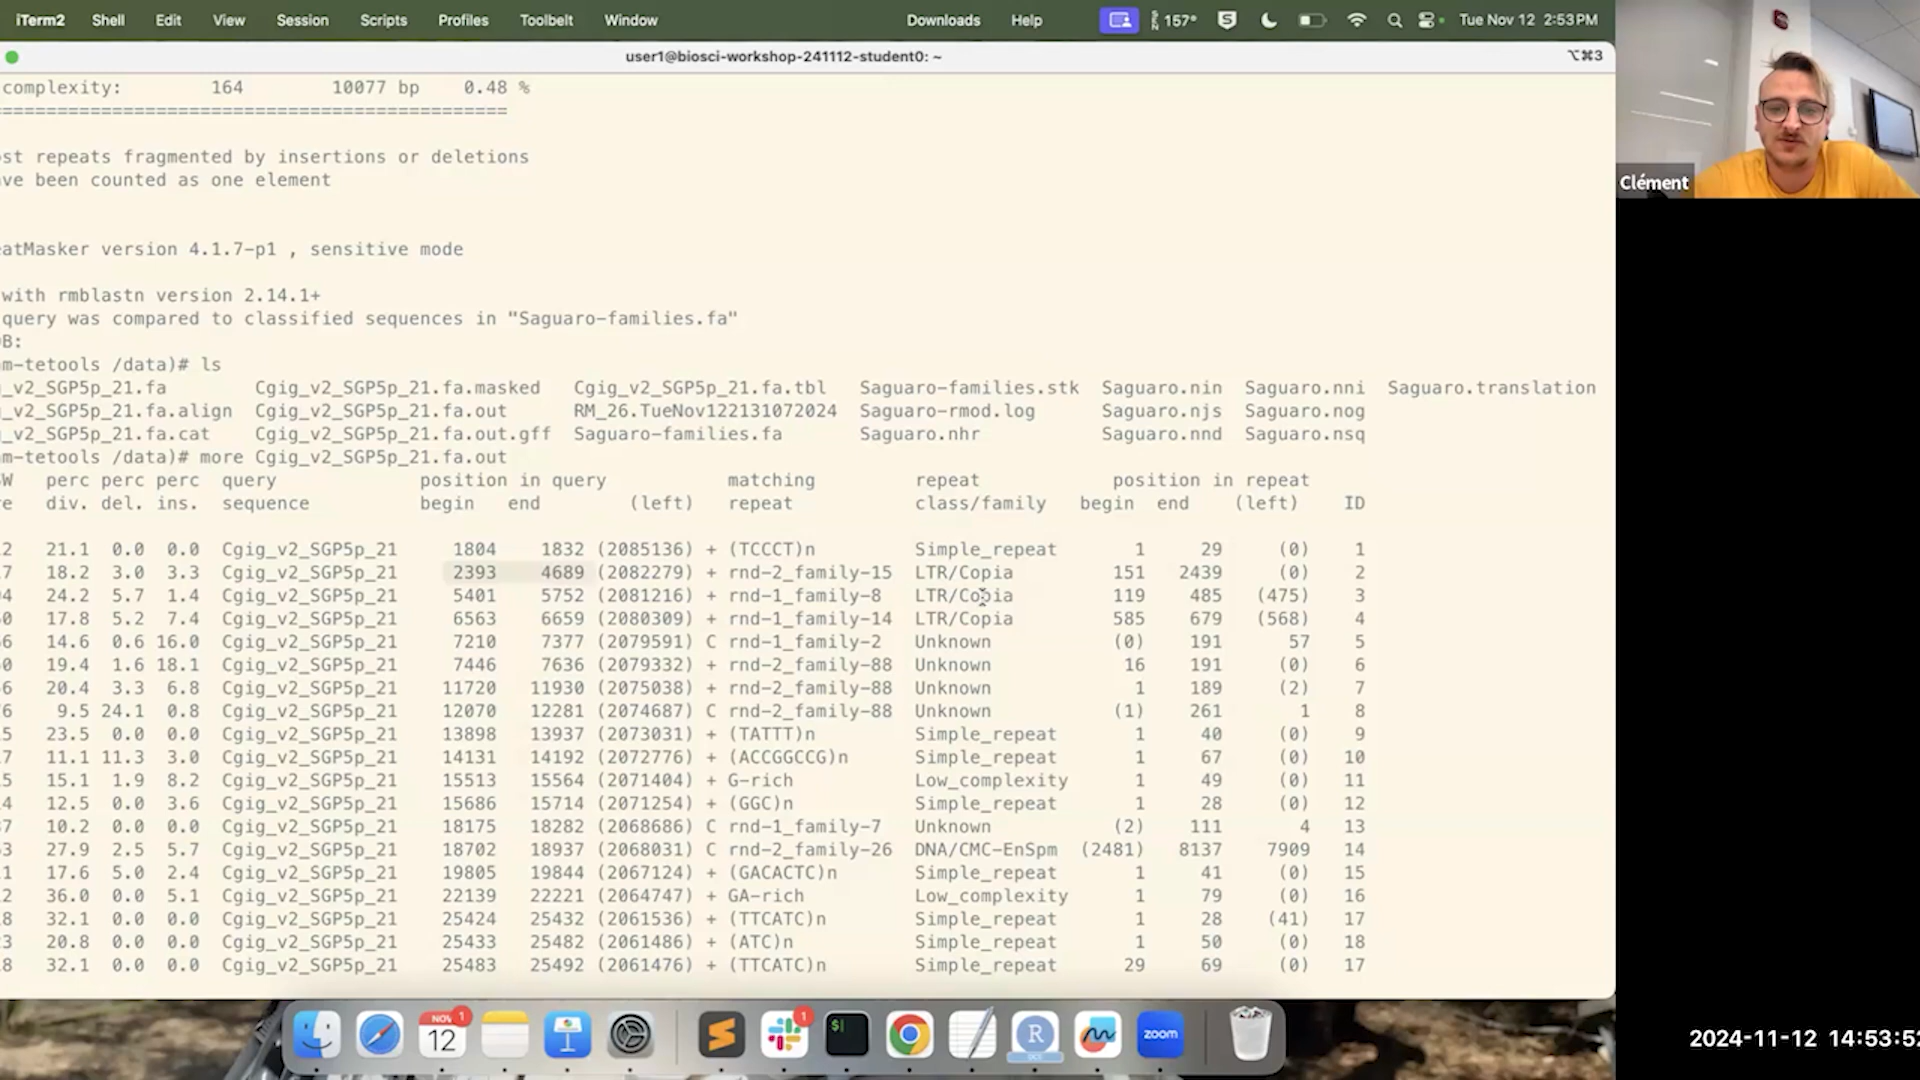 iTerm2 Shell Edit View Session Scripts Profiles Toolbelt Window Downloads Help 157° Tue Nov 12 2:53 PM
user1@biosci-workshop-241112-student0: ~ ⌥⌘3
complexity: 164 10077 bp 0.48 %
==============================================
ost repeats fragmented by insertions or deletions
ave been counted as one element
eatMasker version 4.1.7-p1 , sensitive mode
with rmblastn version 2.14.1+
query was compared to classified sequences in "Saguaro-families.fa"
B:
m-tetools /data)# ls
_v2_SGP5p_21.fa Cgig_v2_SGP5p_21.fa.masked Cgig_v2_SGP5p_21.fa.tbl Saguaro-families.stk Saguaro.nin Saguaro.nni Saguaro.translation
_v2_SGP5p_21.fa.align Cgig_v2_SGP5p_21.fa.out RM_26.TueNov122131072024 Saguaro-rmod.log Saguaro.njs Saguaro.nog
_v2_SGP5p_21.fa.cat Cgig_v2_SGP5p_21.fa.out.gff Saguaro-families.fa Saguaro.nhr Saguaro.nnd Saguaro.nsq
m-tetools /data)# more Cgig_v2_SGP5p_21.fa.out
W perc perc perc query position in query matching repeat position in repeat
re div. del. ins. sequence begin end (left) repeat class/family begin end (left) ID
2 21.1 0.0 0.0 Cgig_v2_SGP5p_21 1804 1832 (2085136) + (TCCCT)n Simple_repeat 1 29 (0) 1
7 18.2 3.0 3.3 Cgig_v2_SGP5p_21 2393 4689 (2082279) + rnd-2_family-15 LTR/Copia 151 2439 (0) 2
4 24.2 5.7 1.4 Cgig_v2_SGP5p_21 5401 5752 (2081216) + rnd-1_family-8 LTR/Copia 119 485 (475) 3
0 17.8 5.2 7.4 Cgig_v2_SGP5p_21 6563 6659 (2080309) + rnd-1_family-14 LTR/Copia 585 679 (568) 4
6 14.6 0.6 16.0 Cgig_v2_SGP5p_21 7210 7377 (2079591) C rnd-1_family-2 Unknown (0) 191 57 5
0 19.4 1.6 18.1 Cgig_v2_SGP5p_21 7446 7636 (2079332) + rnd-2_family-88 Unknown 16 191 (0) 6
6 20.4 3.3 6.8 Cgig_v2_SGP5p_21 11720 11930 (2075038) + rnd-2_family-88 Unknown 1 189 (2) 7
6 9.5 24.1 0.8 Cgig_v2_SGP5p_21 12070 12281 (2074687) C rnd-2_family-88 Unknown (1) 261 1 8
5 23.5 0.0 0.0 Cgig_v2_SGP5p_21 13898 13937 (2073031) + (TATTT)n Simple_repeat 1 40 (0) 9
7 11.1 11.3 3.0 Cgig_v2_SGP5p_21 14131 14192 (2072776) + (ACCGGCCG)n Simple_repeat 1 67 (0) 10
5 15.1 1.9 8.2 Cgig_v2_SGP5p_21 15513 15564 (2071404) + G-rich Low_complexity 1 49 (0) 11
4 12.5 0.0 3.6 Cgig_v2_SGP5p_21 15686 15714 (2071254) + (GGC)n Simple_repeat 1 28 (0) 12
7 10.2 0.0 0.0 Cgig_v2_SGP5p_21 18175 18282 (2068686) C rnd-1_family-7 Unknown (2) 111 4 13
3 27.9 2.5 5.7 Cgig_v2_SGP5p_21 18702 18937 (2068031) C rnd-2_family-26 DNA/CMC-EnSpm (2481) 8137 7909 14
1 17.6 5.0 2.4 Cgig_v2_SGP5p_21 19805 19844 (2067124) + (GACACTC)n Simple_repeat 1 41 (0) 15
2 36.0 0.0 5.1 Cgig_v2_SGP5p_21 22139 22221 (2064747) + GA-rich Low_complexity 1 79 (0) 16
8 32.1 0.0 0.0 Cgig_v2_SGP5p_21 25424 25432 (2061536) + (TTCATC)n Simple_repeat 1 28 (41) 17
3 20.8 0.0 0.0 Cgig_v2_SGP5p_21 25433 25482 (2061486) + (ATC)n Simple_repeat 1 50 (0) 18
8 32.1 0.0 0.0 Cgig_v2_SGP5p_21 25483 25492 (2061476) + (TTCATC)n Simple_repeat 29 69 (0) 17
Clément
NOV 1
12
1
$
R
zoom
2024-11-12 14:53:52